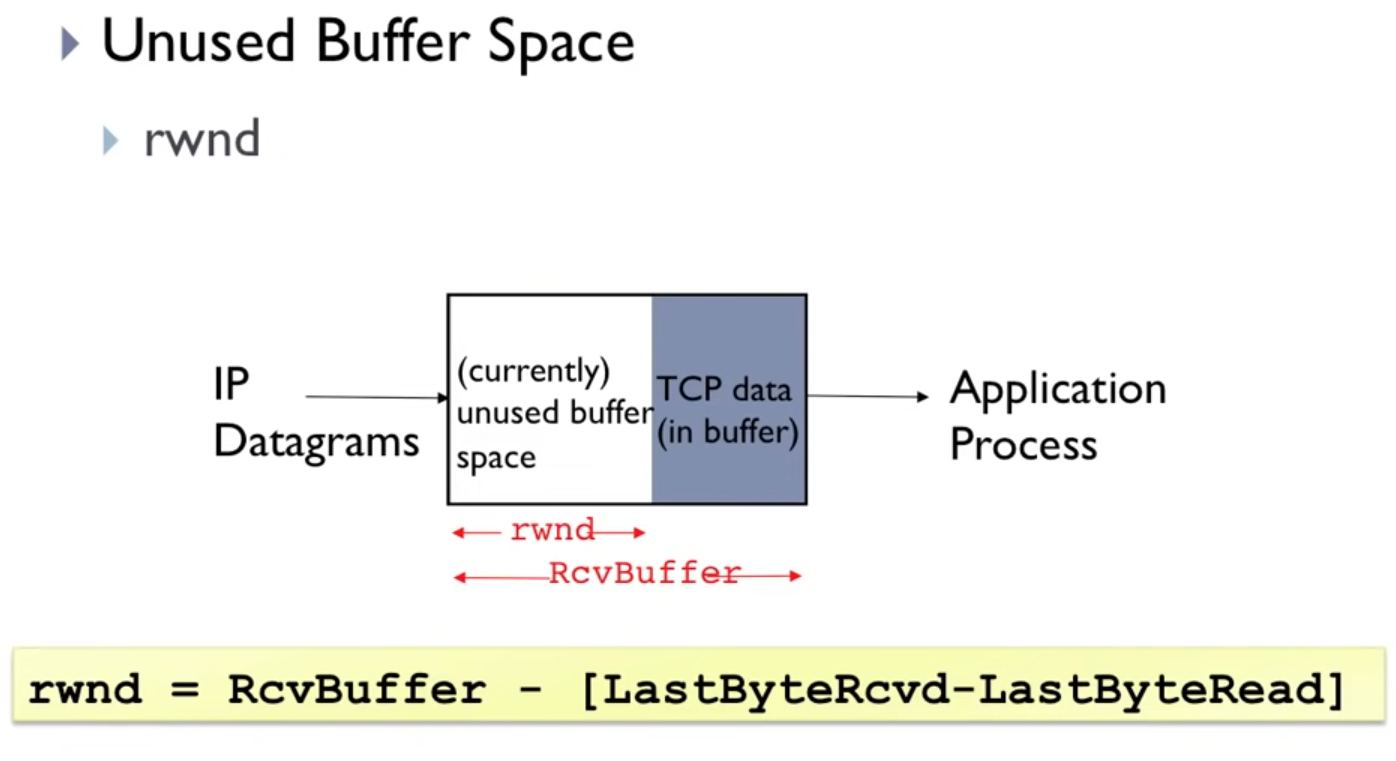 Unused Buffer Space
rwnd
IP
Datagrams
(currently)
unused buffer
space
TCP data
(in buffer)
Application
Process
rwnd
RcvBuffer
rwnd = RcvBuffer - [LastByteRcvd-LastByteRead]